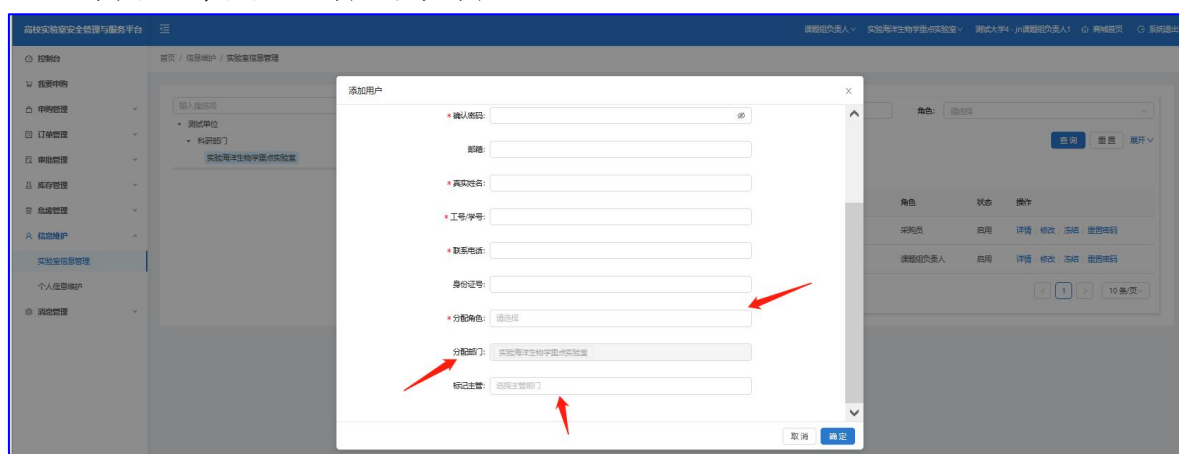 高校实验室安全管理与服务平台
课题组负责人 实验海洋生物学重点实验室 测试大学4 - jn课题组负责人1 商城首页 系统退出
控制台
首页 / 信息维护 / 实验室信息管理
我要申购
申购管理
订单管理
审批管理
库存管理
危废管理
信息维护
实验室信息管理
个人信息维护
消息管理
输入搜选项
测试单位
科研部门
实验海洋生物学重点实验室
添加用户
* 确认密码:
邮箱:
* 真实姓名:
* 工号/学号:
* 联系电话:
身份证号:
* 分配角色: 请选择
分配部门: 实验海洋生物学重点实验室
标记主管: 选择主管部门
取消 确定
角色: 请选择
查询 重置 展开
角色 状态 操作
采购员 启用 详情 修改 冻结 重置密码
课题组负责人 启用 详情 修改 冻结 重置密码
1 10 条/页